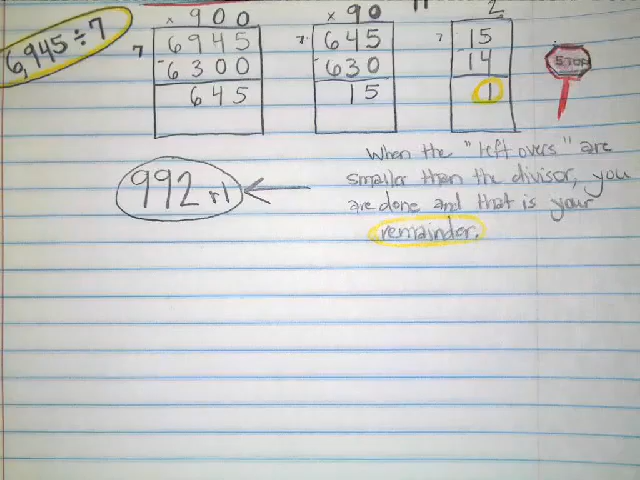 6,945 ÷ 7
x 900
7 6945
-6300
645
x 90
7 645
-630
15
2
7 15
-14
1
STOP
When the "left overs" are
smaller than the divisor, you
are done and that is your
remainder.
992 r1